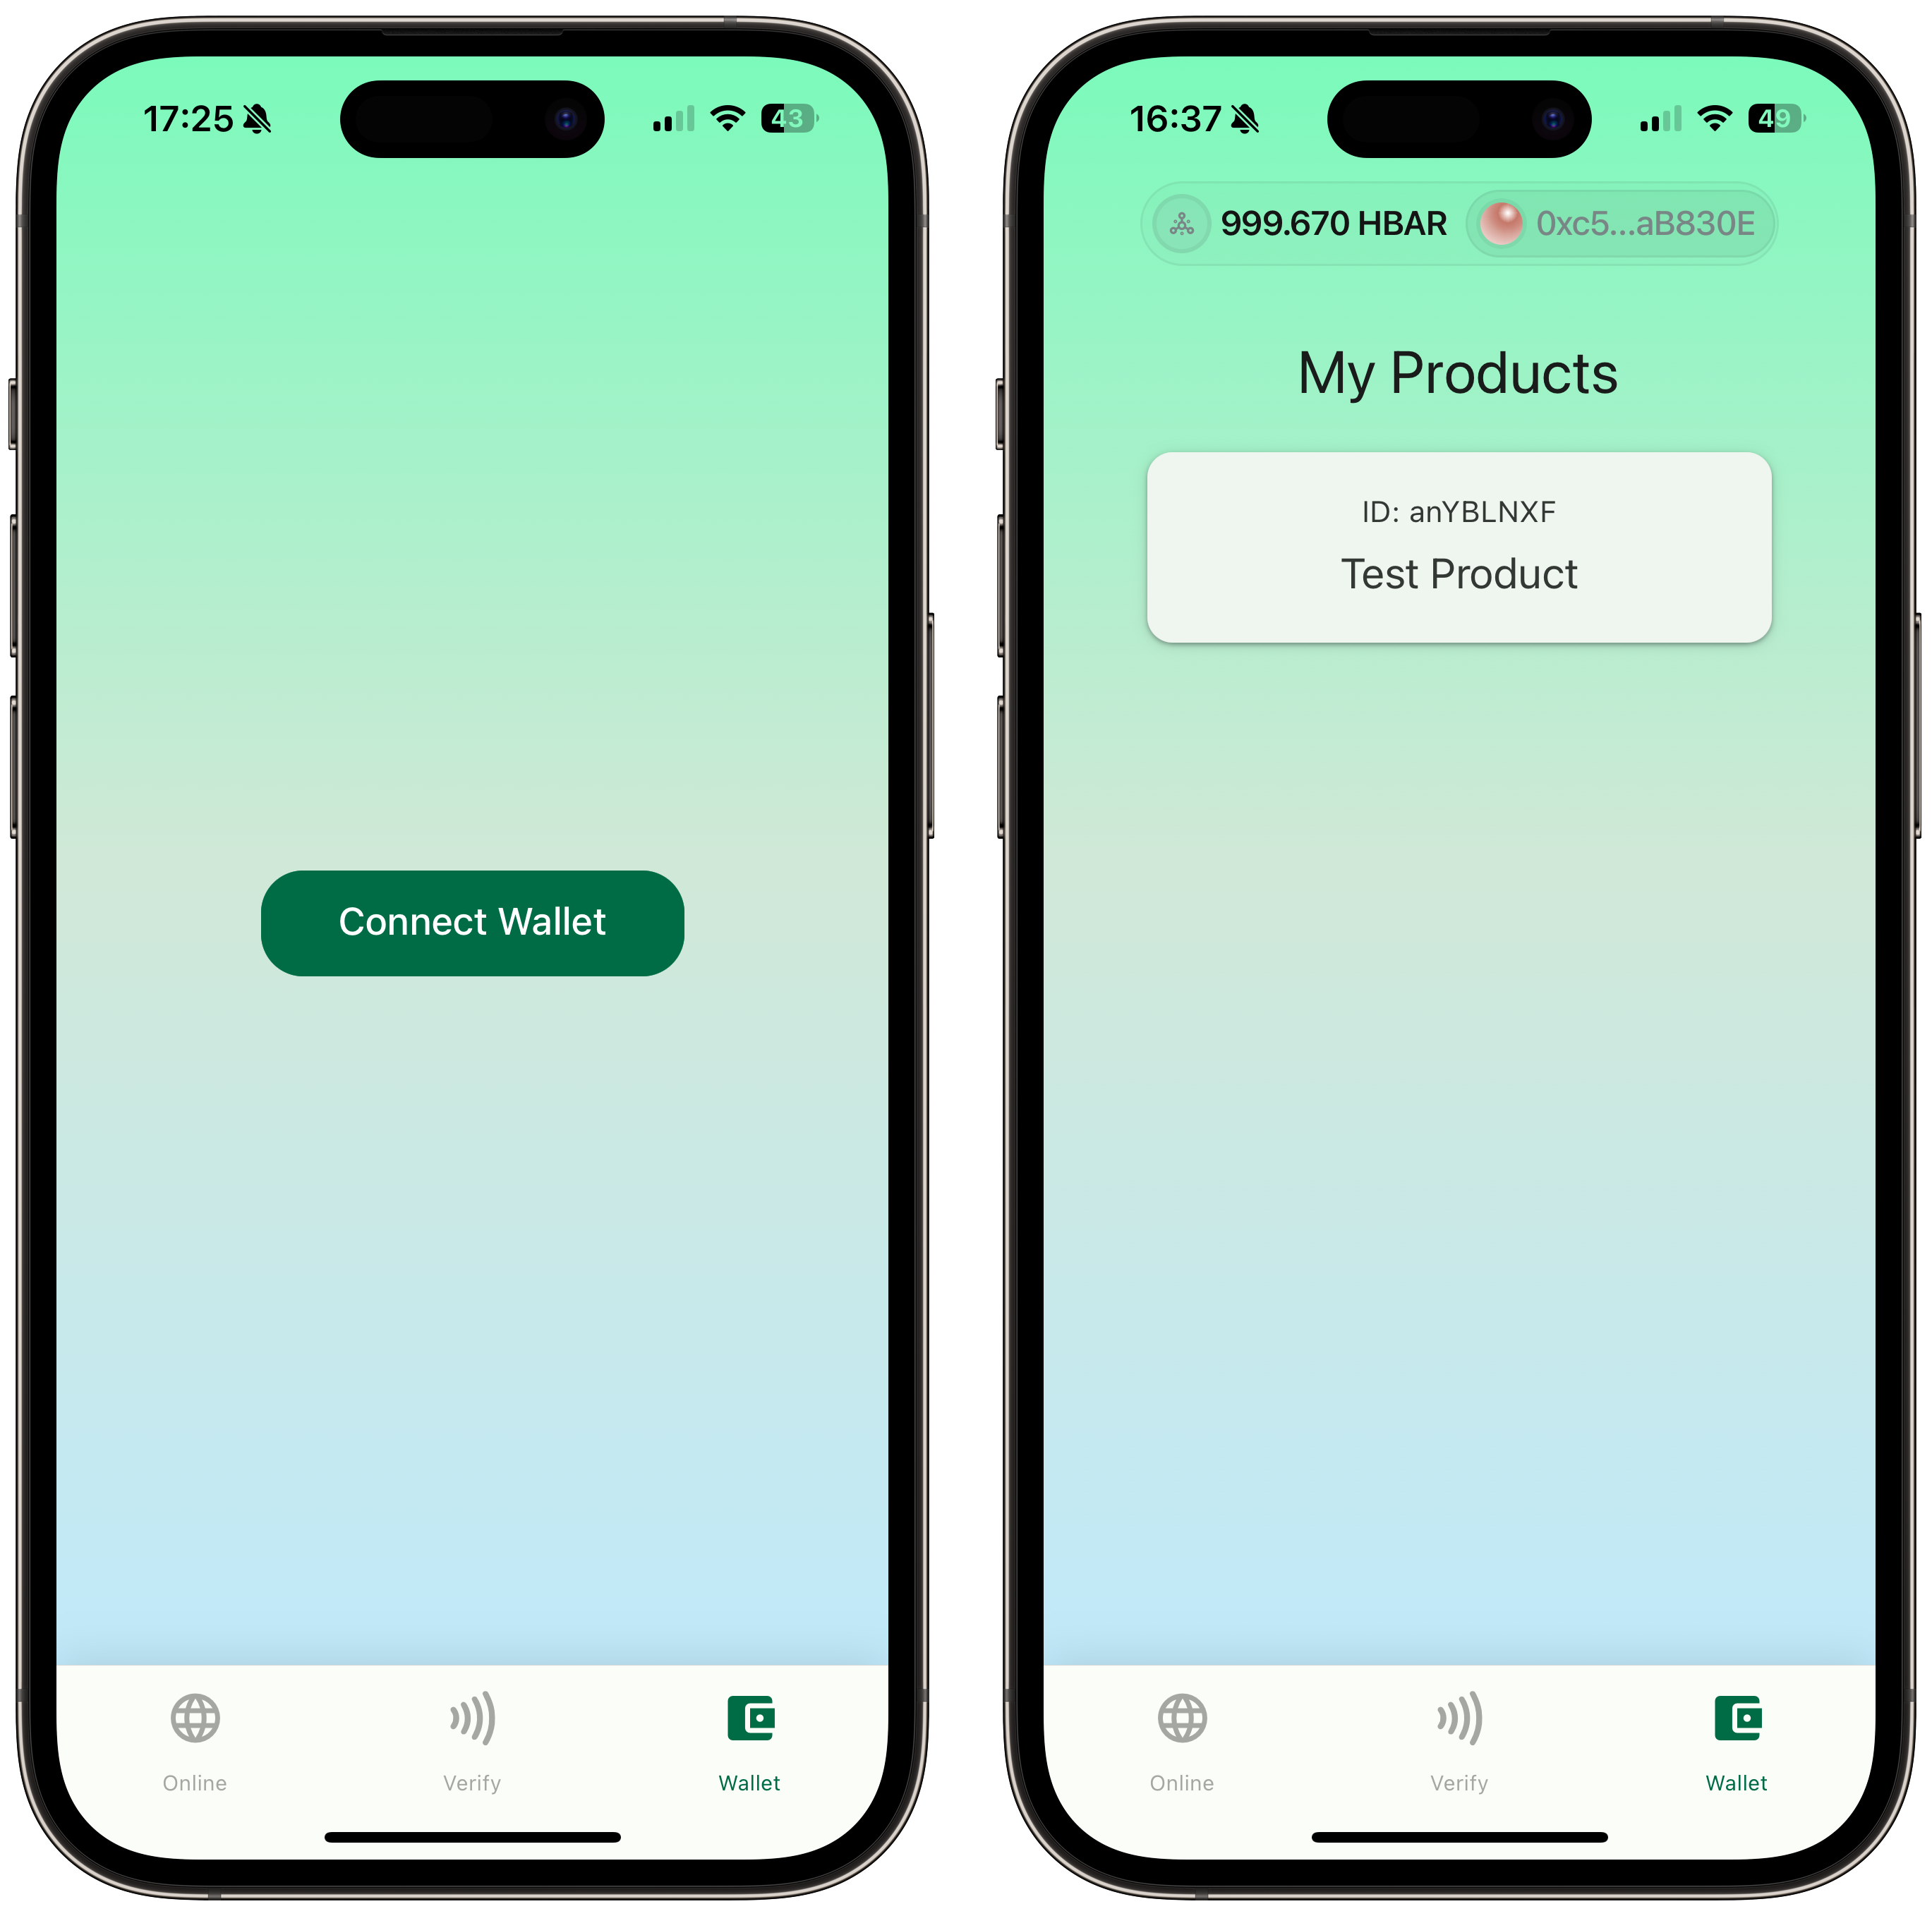 17:25
43
Connect Wallet
Online
Verify
Wallet
16:37
49
999.670 HBAR
0xc5...aB830E
My Products
ID: anYBLNXF
Test Product
Online
Verify
Wallet